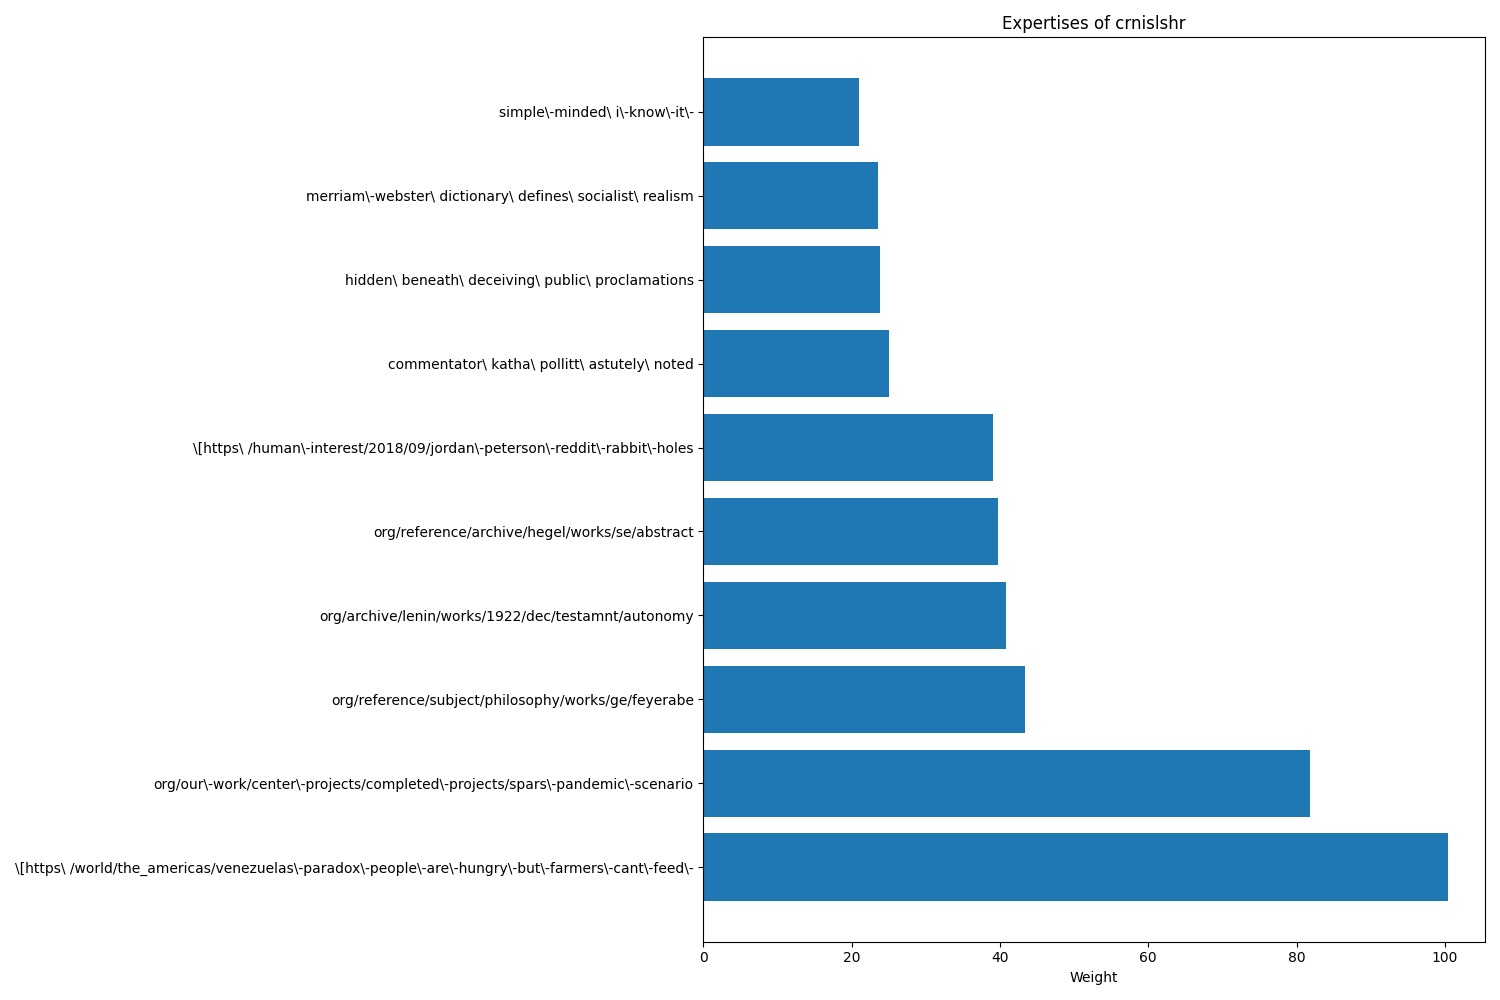 Expertises of crnislshr
simple\-minded\ i\-know\-it\-
merriam\-webster\ dictionary\ defines\ socialist\ realism
hidden\ beneath\ deceiving\ public\ proclamations
commentator\ katha\ pollitt\ astutely\ noted
\[https\ /human\-interest/2018/09/jordan\-peterson\-reddit\-rabbit\-holes
org/reference/archive/hegel/works/se/abstract
org/archive/lenin/works/1922/dec/testamnt/autonomy
org/reference/subject/philosophy/works/ge/feyerabe
org/our\-work/center\-projects/completed\-projects/spars\-pandemic\-scenario
\[https\ /world/the_americas/venezuelas\-paradox\-people\-are\-hungry\-but\-farmers\-cant\-feed\-
0 20 40 60 80 100
Weight